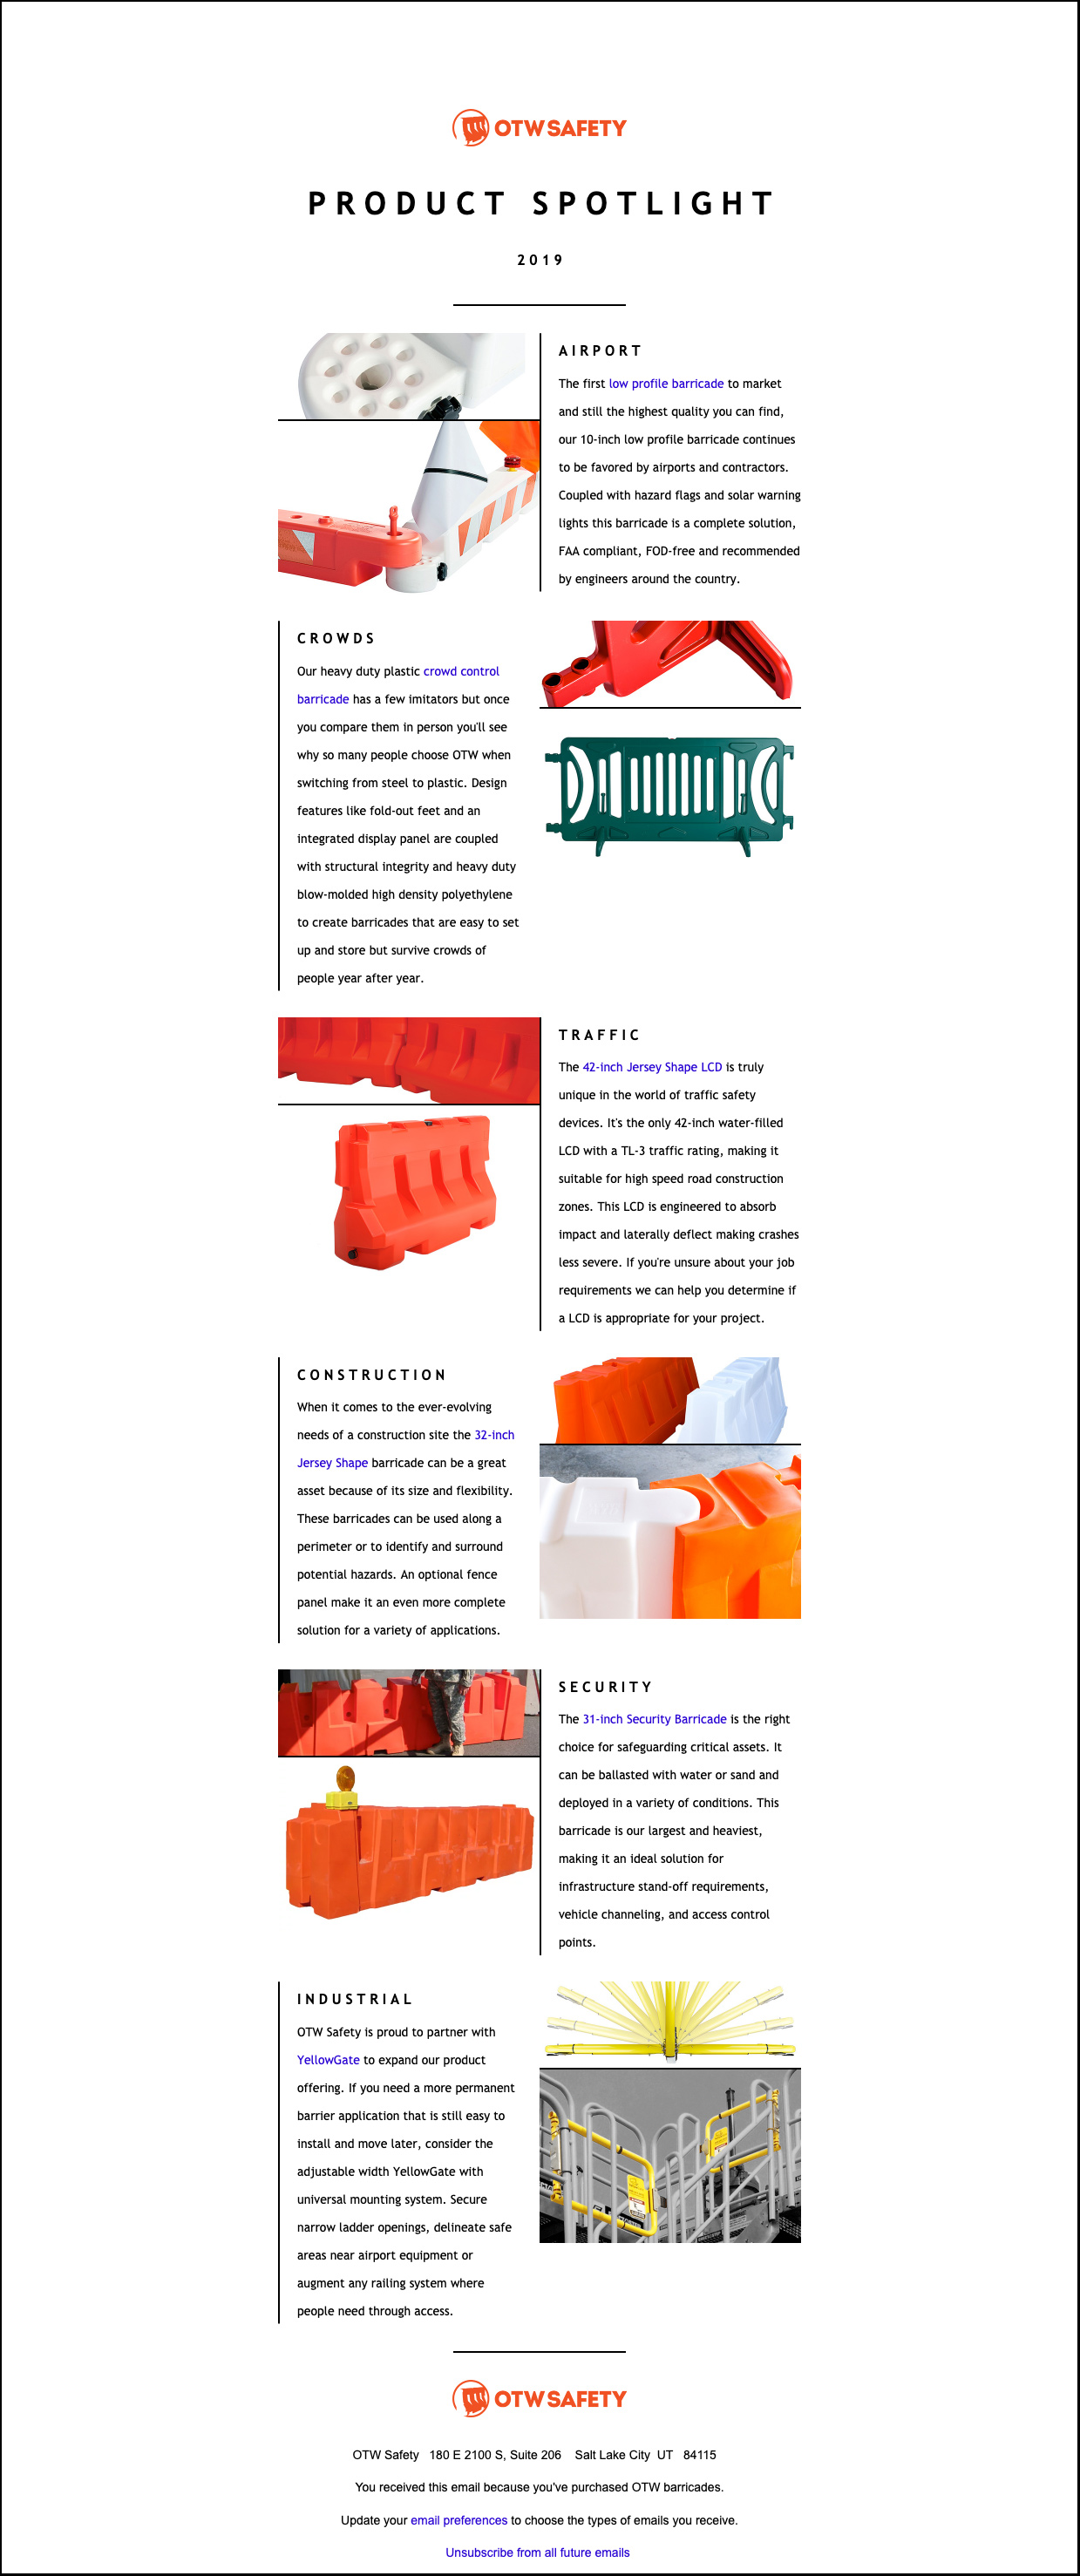 OTW SAFETY
PRODUCT SPOTLIGHT
2019
AIRPORT
The first low profile barricade to market
and still the highest quality you can find,
our 10-inch low profile barricade continues
to be favored by airports and contractors.
Coupled with hazard flags and solar warning
lights this barricade is a complete solution,
FAA compliant, FOD-free and recommended
by engineers around the country.
CROWDS
Our heavy duty plastic crowd control
barricade has a few imitators but once
you compare them in person you'll see
why so many people choose OTW when
switching from steel to plastic. Design
features like fold-out feet and an
integrated display panel are coupled
with structural integrity and heavy duty
blow-molded high density polyethylene
to create barricades that are easy to set
up and store but survive crowds of
people year after year.
TRAFFIC
The 42-inch Jersey Shape LCD is truly
unique in the world of traffic safety
devices. It's the only 42-inch water-filled
LCD with a TL-3 traffic rating, making it
suitable for high speed road construction
zones. This LCD is engineered to absorb
impact and laterally deflect making crashes
less severe. If you're unsure about your job
requirements we can help you determine if
a LCD is appropriate for your project.
CONSTRUCTION
When it comes to the ever-evolving
needs of a construction site the 32-inch
Jersey Shape barricade can be a great
asset because of its size and flexibility.
These barricades can be used along a
perimeter or to identify and surround
potential hazards. An optional fence
panel make it an even more complete
solution for a variety of applications.
SECURITY
The 31-inch Security Barricade is the right
choice for safeguarding critical assets. It
can be ballasted with water or sand and
deployed in a variety of conditions. This
barricade is our largest and heaviest,
making it an ideal solution for
infrastructure stand-off requirements,
vehicle channeling, and access control
points.
INDUSTRIAL
OTW Safety is proud to partner with
YellowGate to expand our product
offering. If you need a more permanent
barrier application that is still easy to
install and move later, consider the
adjustable width YellowGate with
universal mounting system. Secure
narrow ladder openings, delineate safe
areas near airport equipment or
augment any railing system where
people need through access.
OTW SAFETY
OTW Safety 180 E 2100 S, Suite 206 Salt Lake City UT 84115
You received this email because you've purchased OTW barricades.
Update your email preferences to choose the types of emails you receive.
Unsubscribe from all future emails